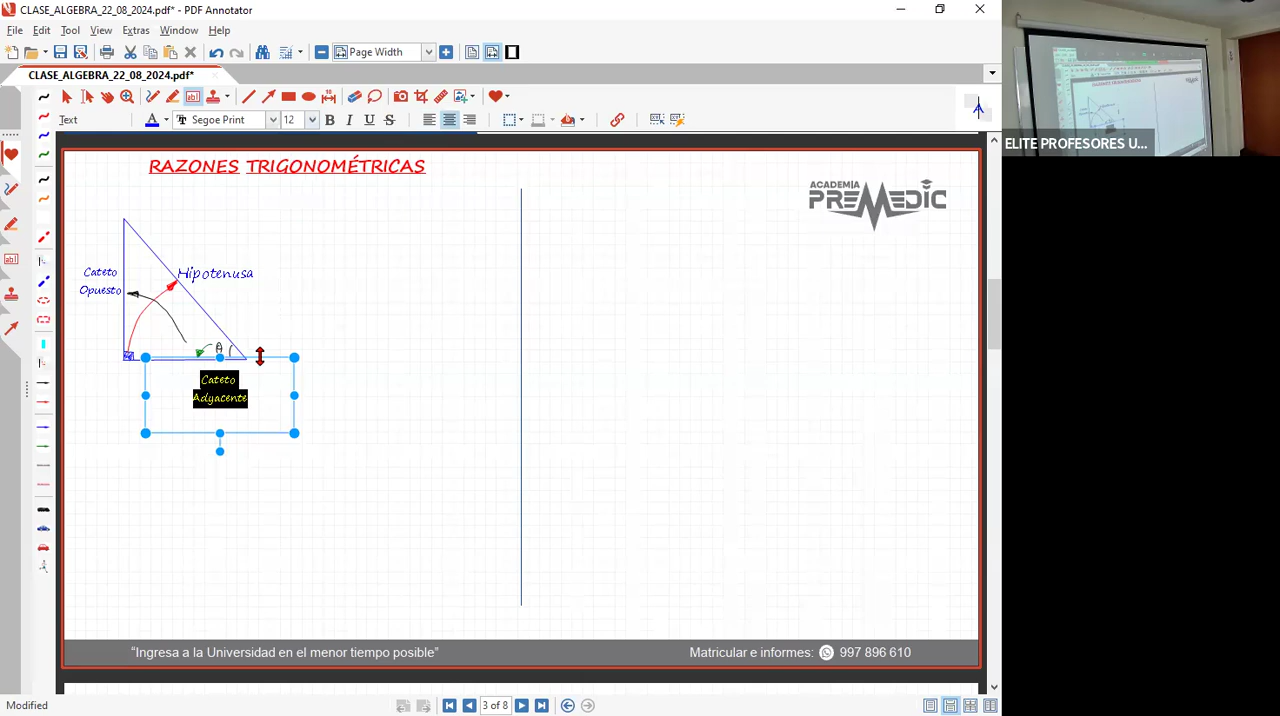 CLASE_ALGEBRA_22_08_2024.pdf* - PDF Annotator
File Edit Tool View Extras Window Help
Page Width
CLASE_ALGEBRA_22_08_2024.pdf*
Text
Segoe Print
12
B I U S
ELITE PROFESORES U...
RAZONES TRIGONOMÉTRICAS
ACADEMIA
PREMEDIC
Cateto
Opuesto
Hipotenusa
A
Cateto
Adyacente
“Ingresa a la Universidad en el menor tiempo posible”
Matricular e informes: 997 896 610
Modified
3 of 8